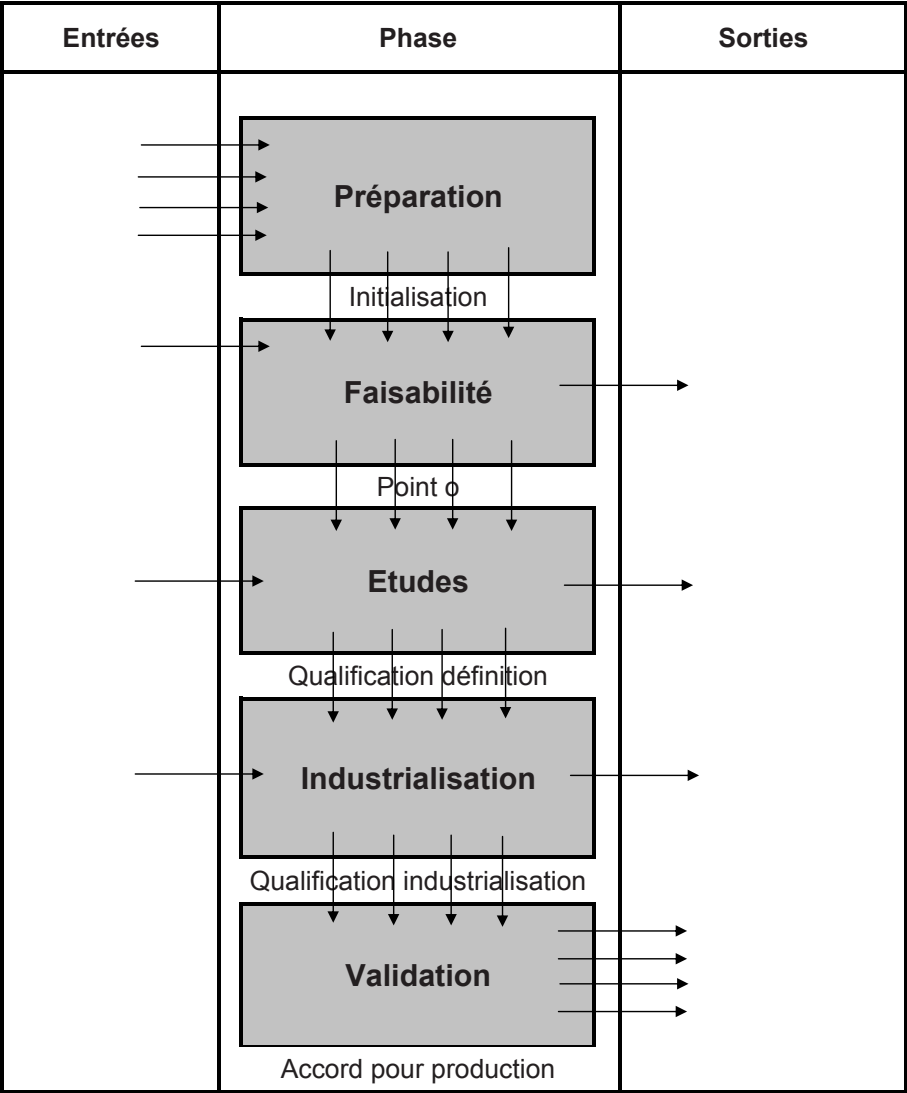 Entrées Phase Sorties
Préparation
Initialisation
Faisabilité
Point o
Etudes
Qualification définition
Industrialisation
Qualification industrialisation
Validation
Accord pour production